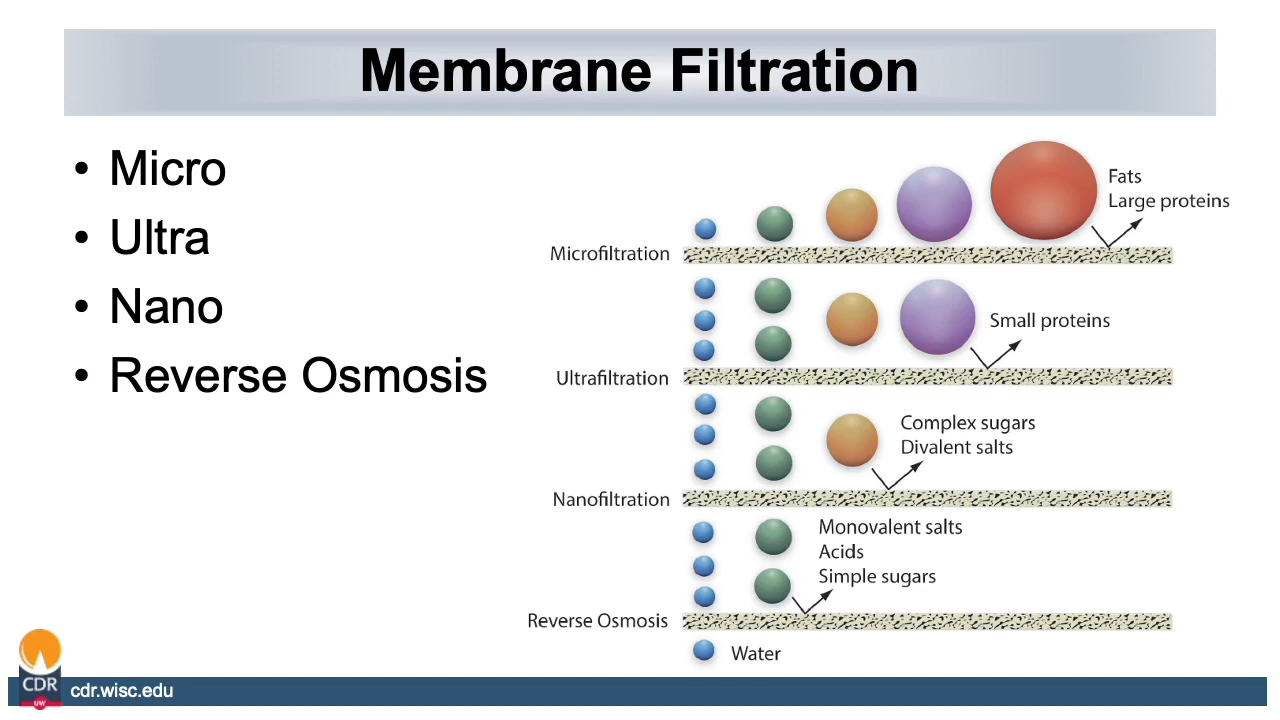 Membrane Filtration
• Micro
• Ultra
• Nano
• Reverse Osmosis
Fats
Large proteins
Microfiltration
Small proteins
Ultrafiltration
Complex sugars
Divalent salts
Nanofiltration
Monovalent salts
Acids
Simple sugars
Reverse Osmosis
Water
CDR
UW
cdr.wisc.edu